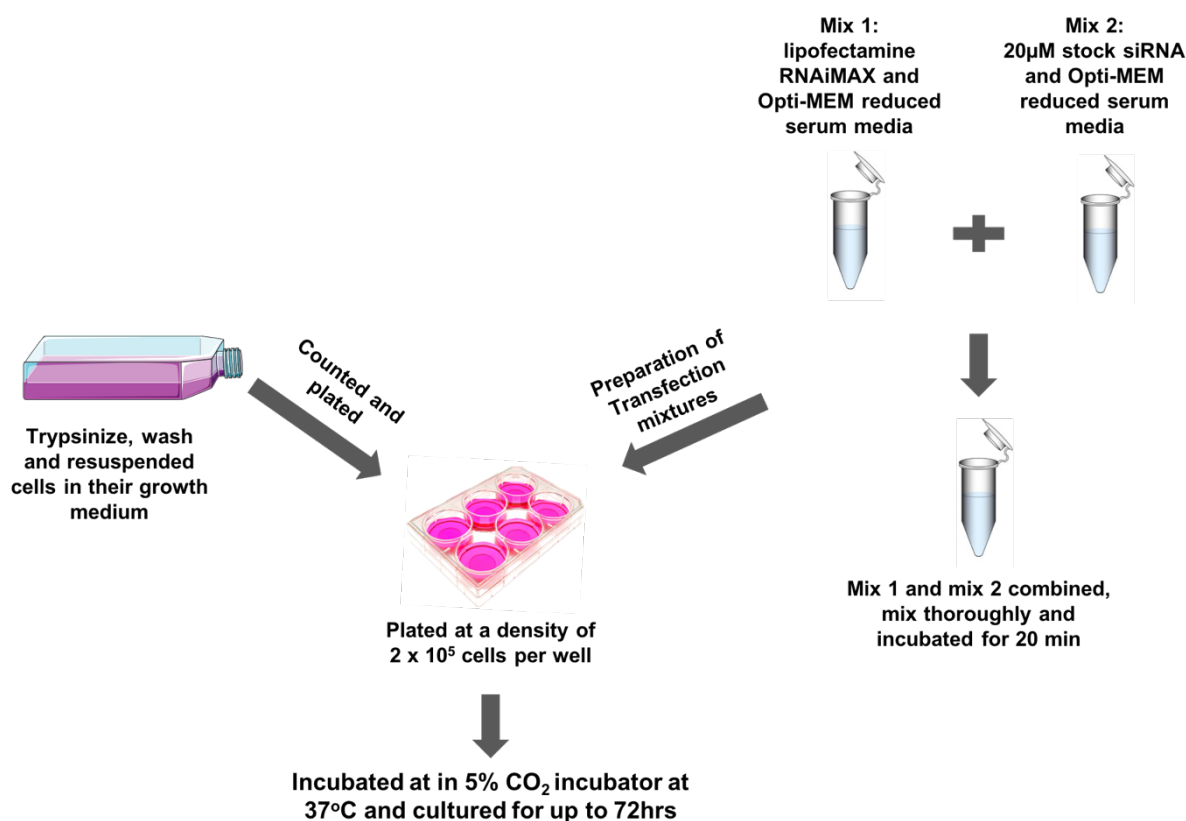 Mix 1:
lipofectamine
RNAiMAX and
Opti-MEM reduced
serum media
Mix 2:
20µM stock siRNA
and Opti-MEM
reduced serum
media
Counted and
plated
Preparation of
Transfection
mixtures
Trypsinize, wash
and resuspended
cells in their growth
medium
Plated at a density of
2 x 10⁵ cells per well
Mix 1 and mix 2 combined,
mix thoroughly and
incubated for 20 min
Incubated at in 5% CO₂ incubator at
37ºC and cultured for up to 72hrs